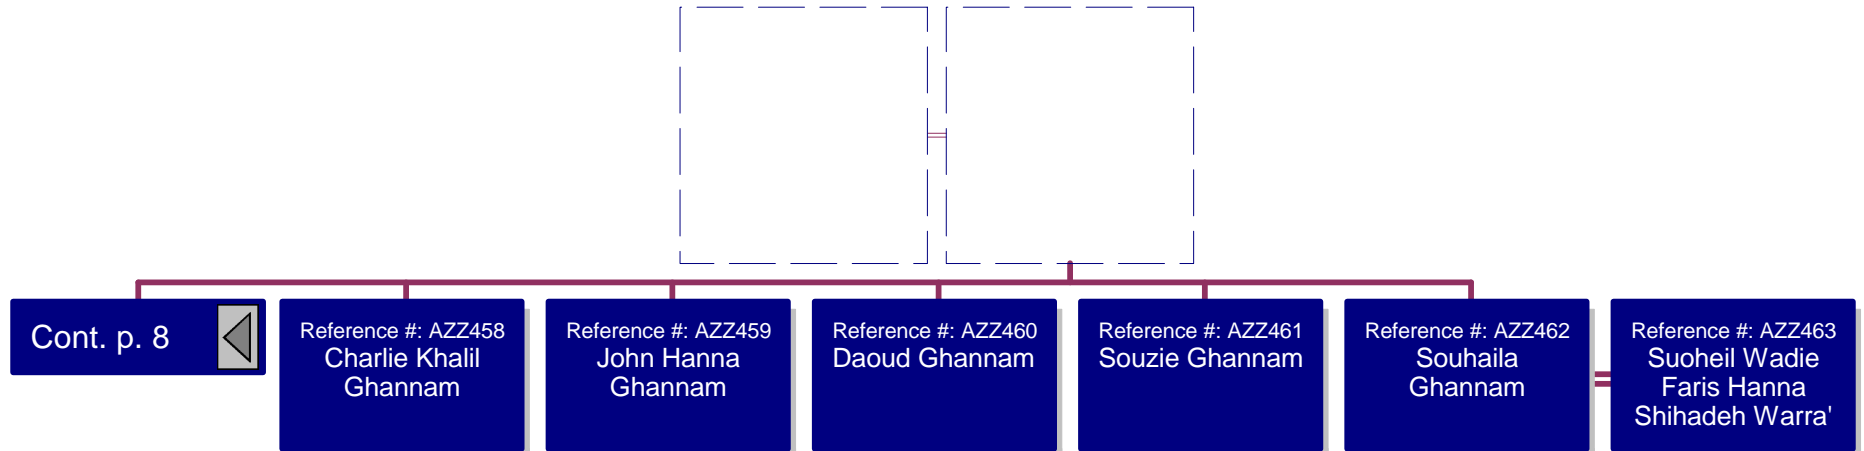 Cont. p. 8
Reference #: AZZ458
Charlie Khalil
Ghannam
Reference #: AZZ459
John Hanna
Ghannam
Reference #: AZZ460
Daoud Ghannam
Reference #: AZZ461
Souzie Ghannam
Reference #: AZZ462
Souhaila
Ghannam
Reference #: AZZ463
Suoheil Wadie
Faris Hanna
Shihadeh Warra'